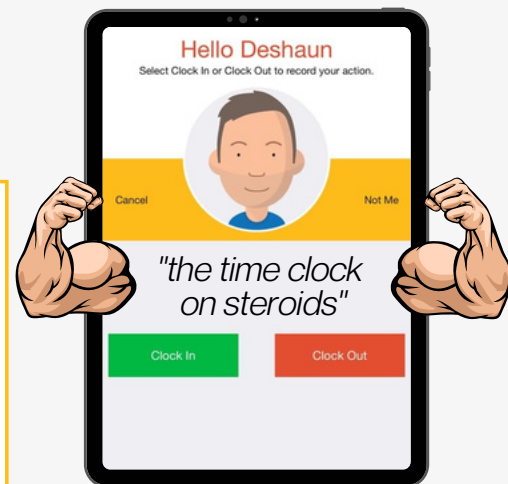 Hello Deshaun
Select Clock In or Clock Out to record your action.
Cancel
Not Me
"the time clock
on steroids"
Clock In
Clock Out